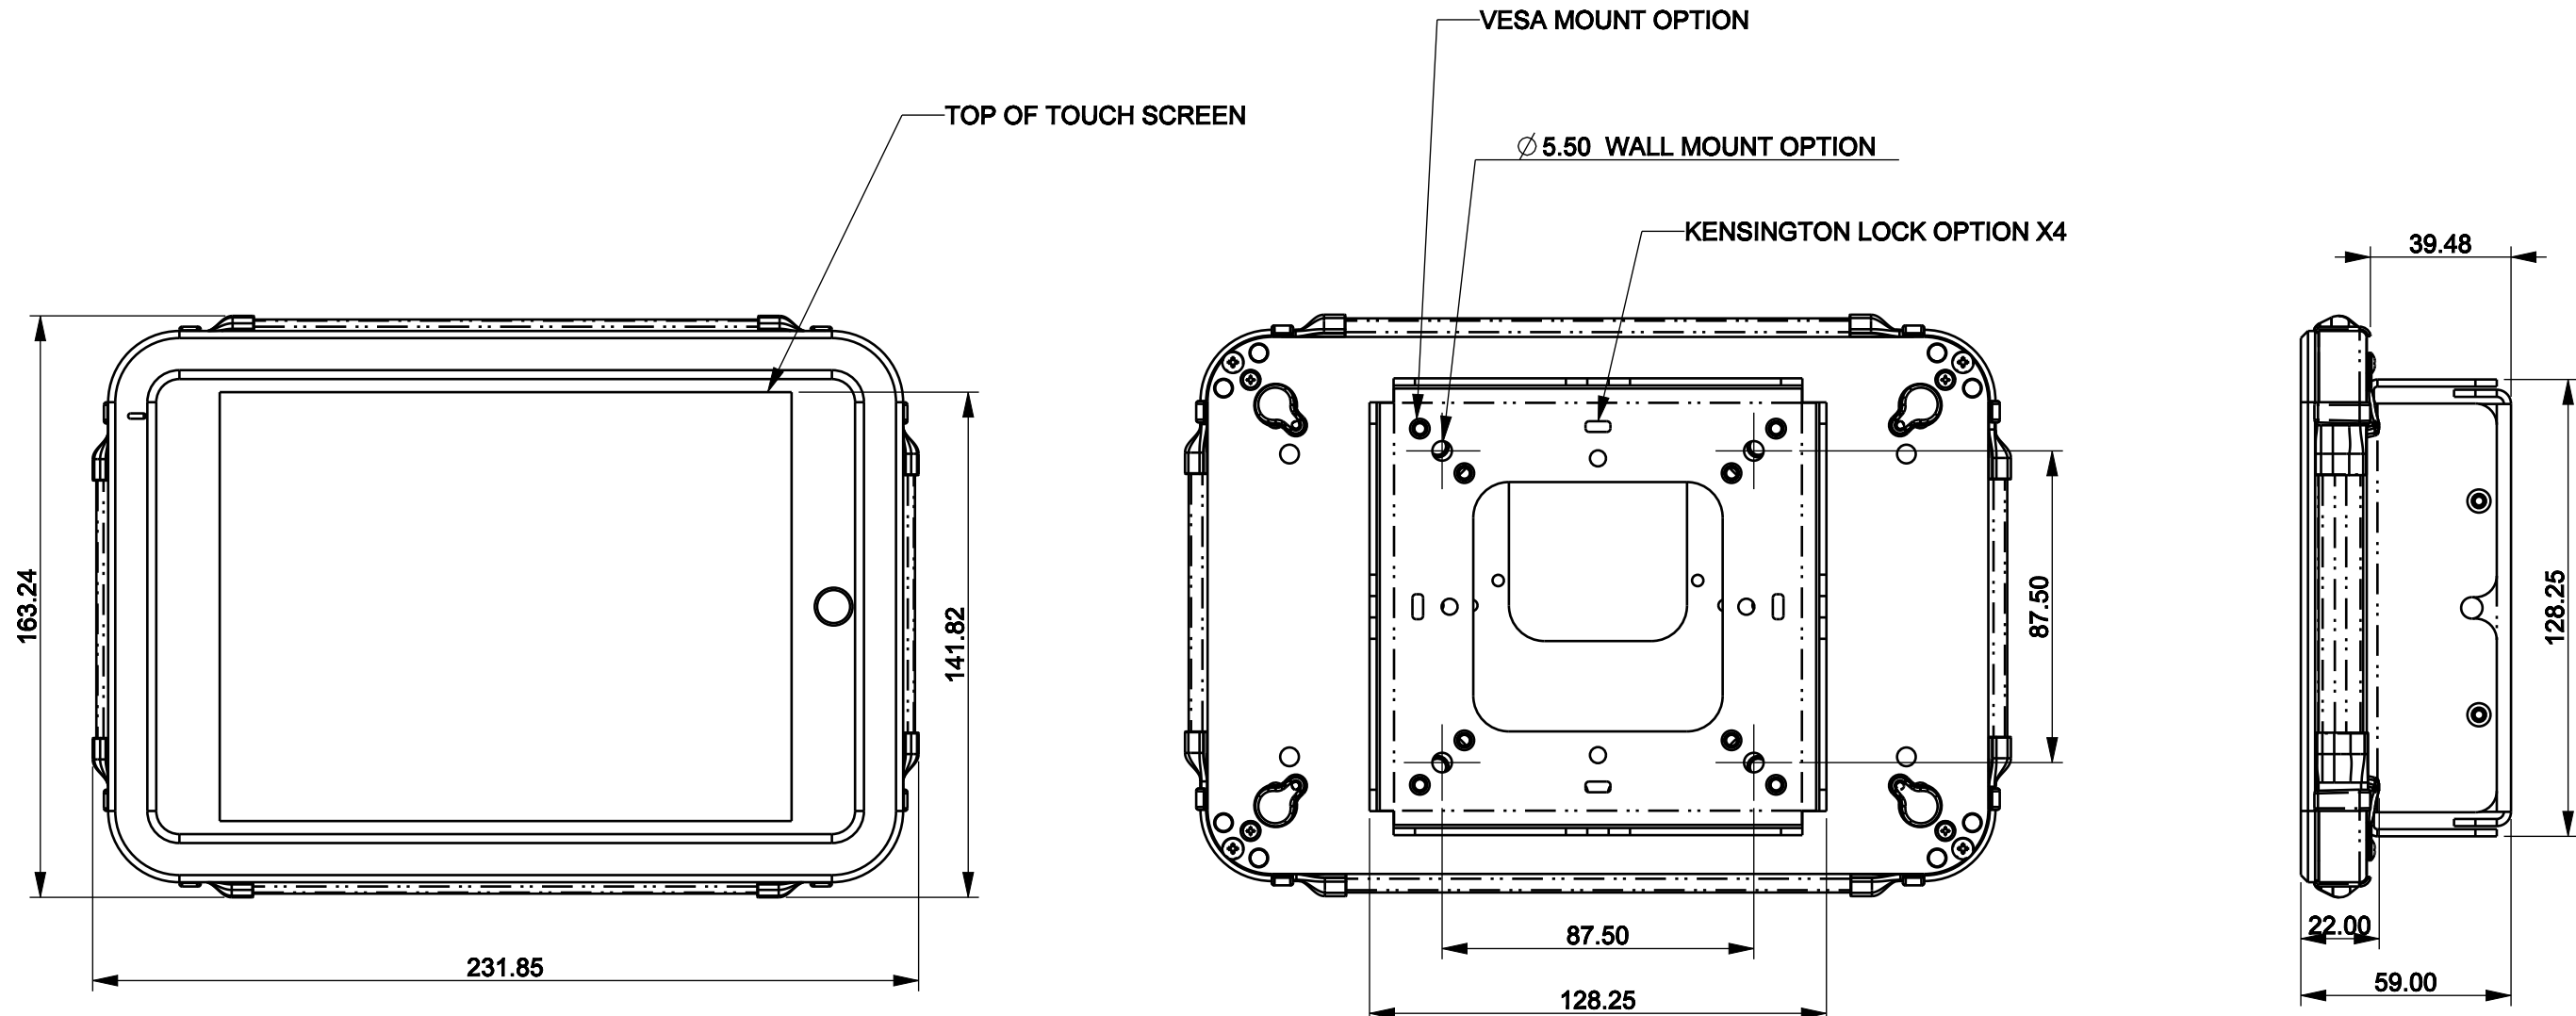 VESA MOUNT OPTION
TOP OF TOUCH SCREEN
∅ 5.50 WALL MOUNT OPTION
KENSINGTON LOCK OPTION X4
39.48
163.24
141.82
87.50
128.25
22.00
87.50
231.85
59.00
128.25